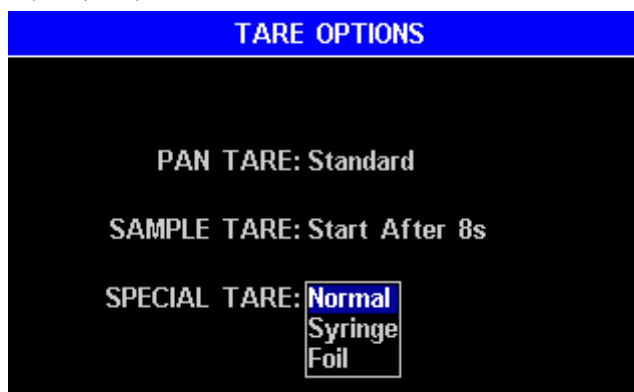 TARE OPTIONS
PAN TARE: Standard
SAMPLE TARE: Start After 8s
SPECIAL TARE: Normal
Syringe
Foil